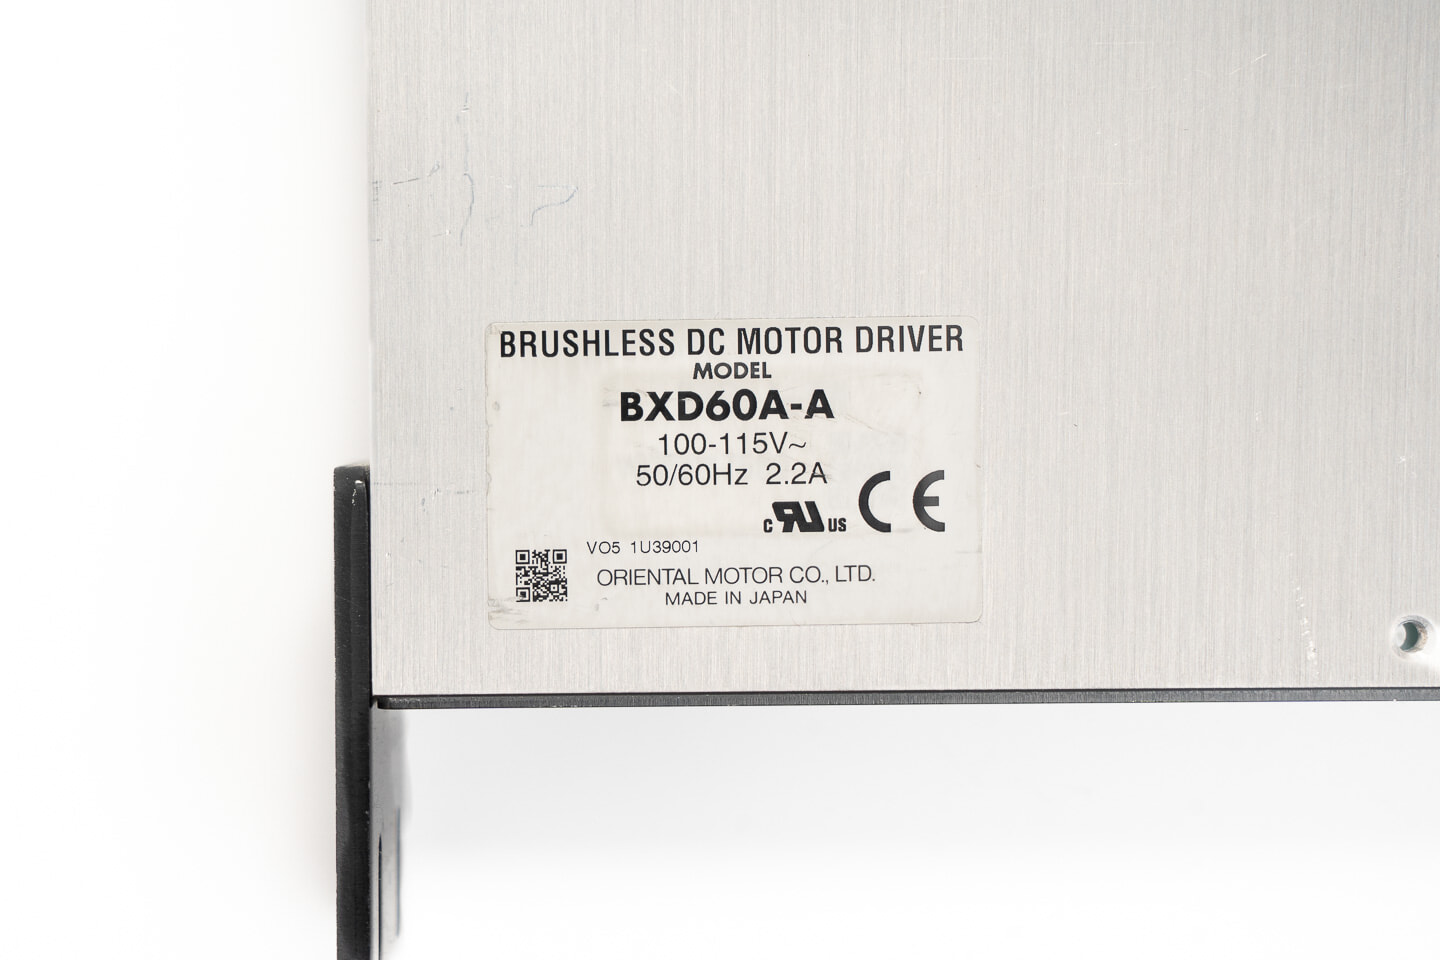 BRUSHLESS DC MOTOR DRIVER
MODEL
BXD60A-A
100-115V~
50/60Hz 2.2A
c RU US CE
VO5 1U39001
ORIENTAL MOTOR CO., LTD.
MADE IN JAPAN